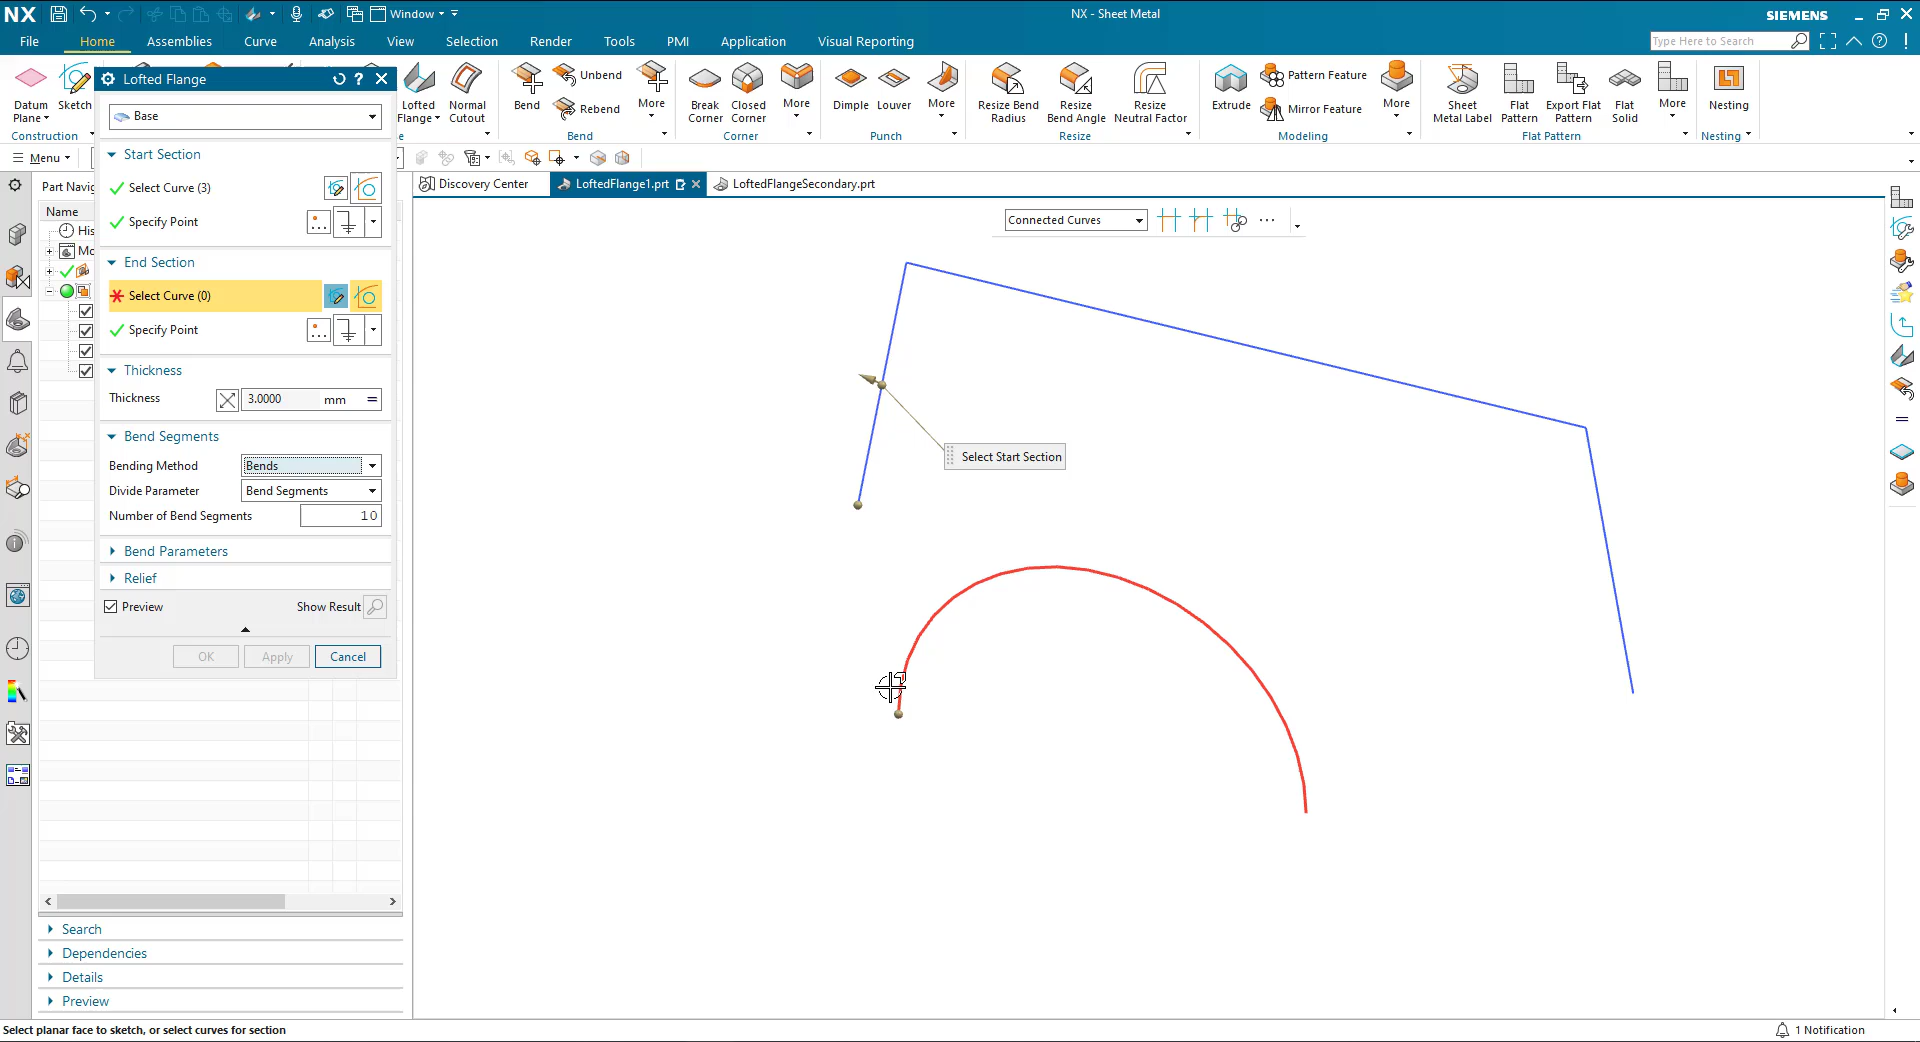 NX
Window
NX - Sheet Metal
SIEMENS
File
Home
Assemblies
Curve
Analysis
View
Selection
Render
Tools
PMI
Application
Visual Reporting
Type Here to Search
Datum
Plane
Sketch
Construction
Lofted Flange
Lofted
Flange
Normal
Cutout
Bend
Unbend
Rebend
More
Bend
Break
Corner
Closed
Corner
More
Corner
Dimple
Louver
More
Punch
Resize Bend
Radius
Resize
Bend Angle
Resize
Neutral Factor
Resize
Extrude
Pattern Feature
Mirror Feature
More
Modeling
Sheet
Metal Label
Flat
Pattern
Export Flat
Pattern
Flat
Solid
More
Flat Pattern
Nesting
Nesting
Menu
Discovery Center
LoftedFlange1.prt
LoftedFlangeSecondary.prt
Connected Curves
Part Navig
Name
His
Mo
Base
Start Section
Select Curve (3)
Specify Point
End Section
Select Curve (0)
Specify Point
Thickness
Thickness
3.0000 mm =
Bend Segments
Bending Method
Bends
Divide Parameter
Bend Segments
Number of Bend Segments
10
Bend Parameters
Relief
Preview
Show Result
OK
Apply
Cancel
Select Start Section
Search
Dependencies
Details
Preview
Select planar face to sketch, or select curves for section
1 Notification